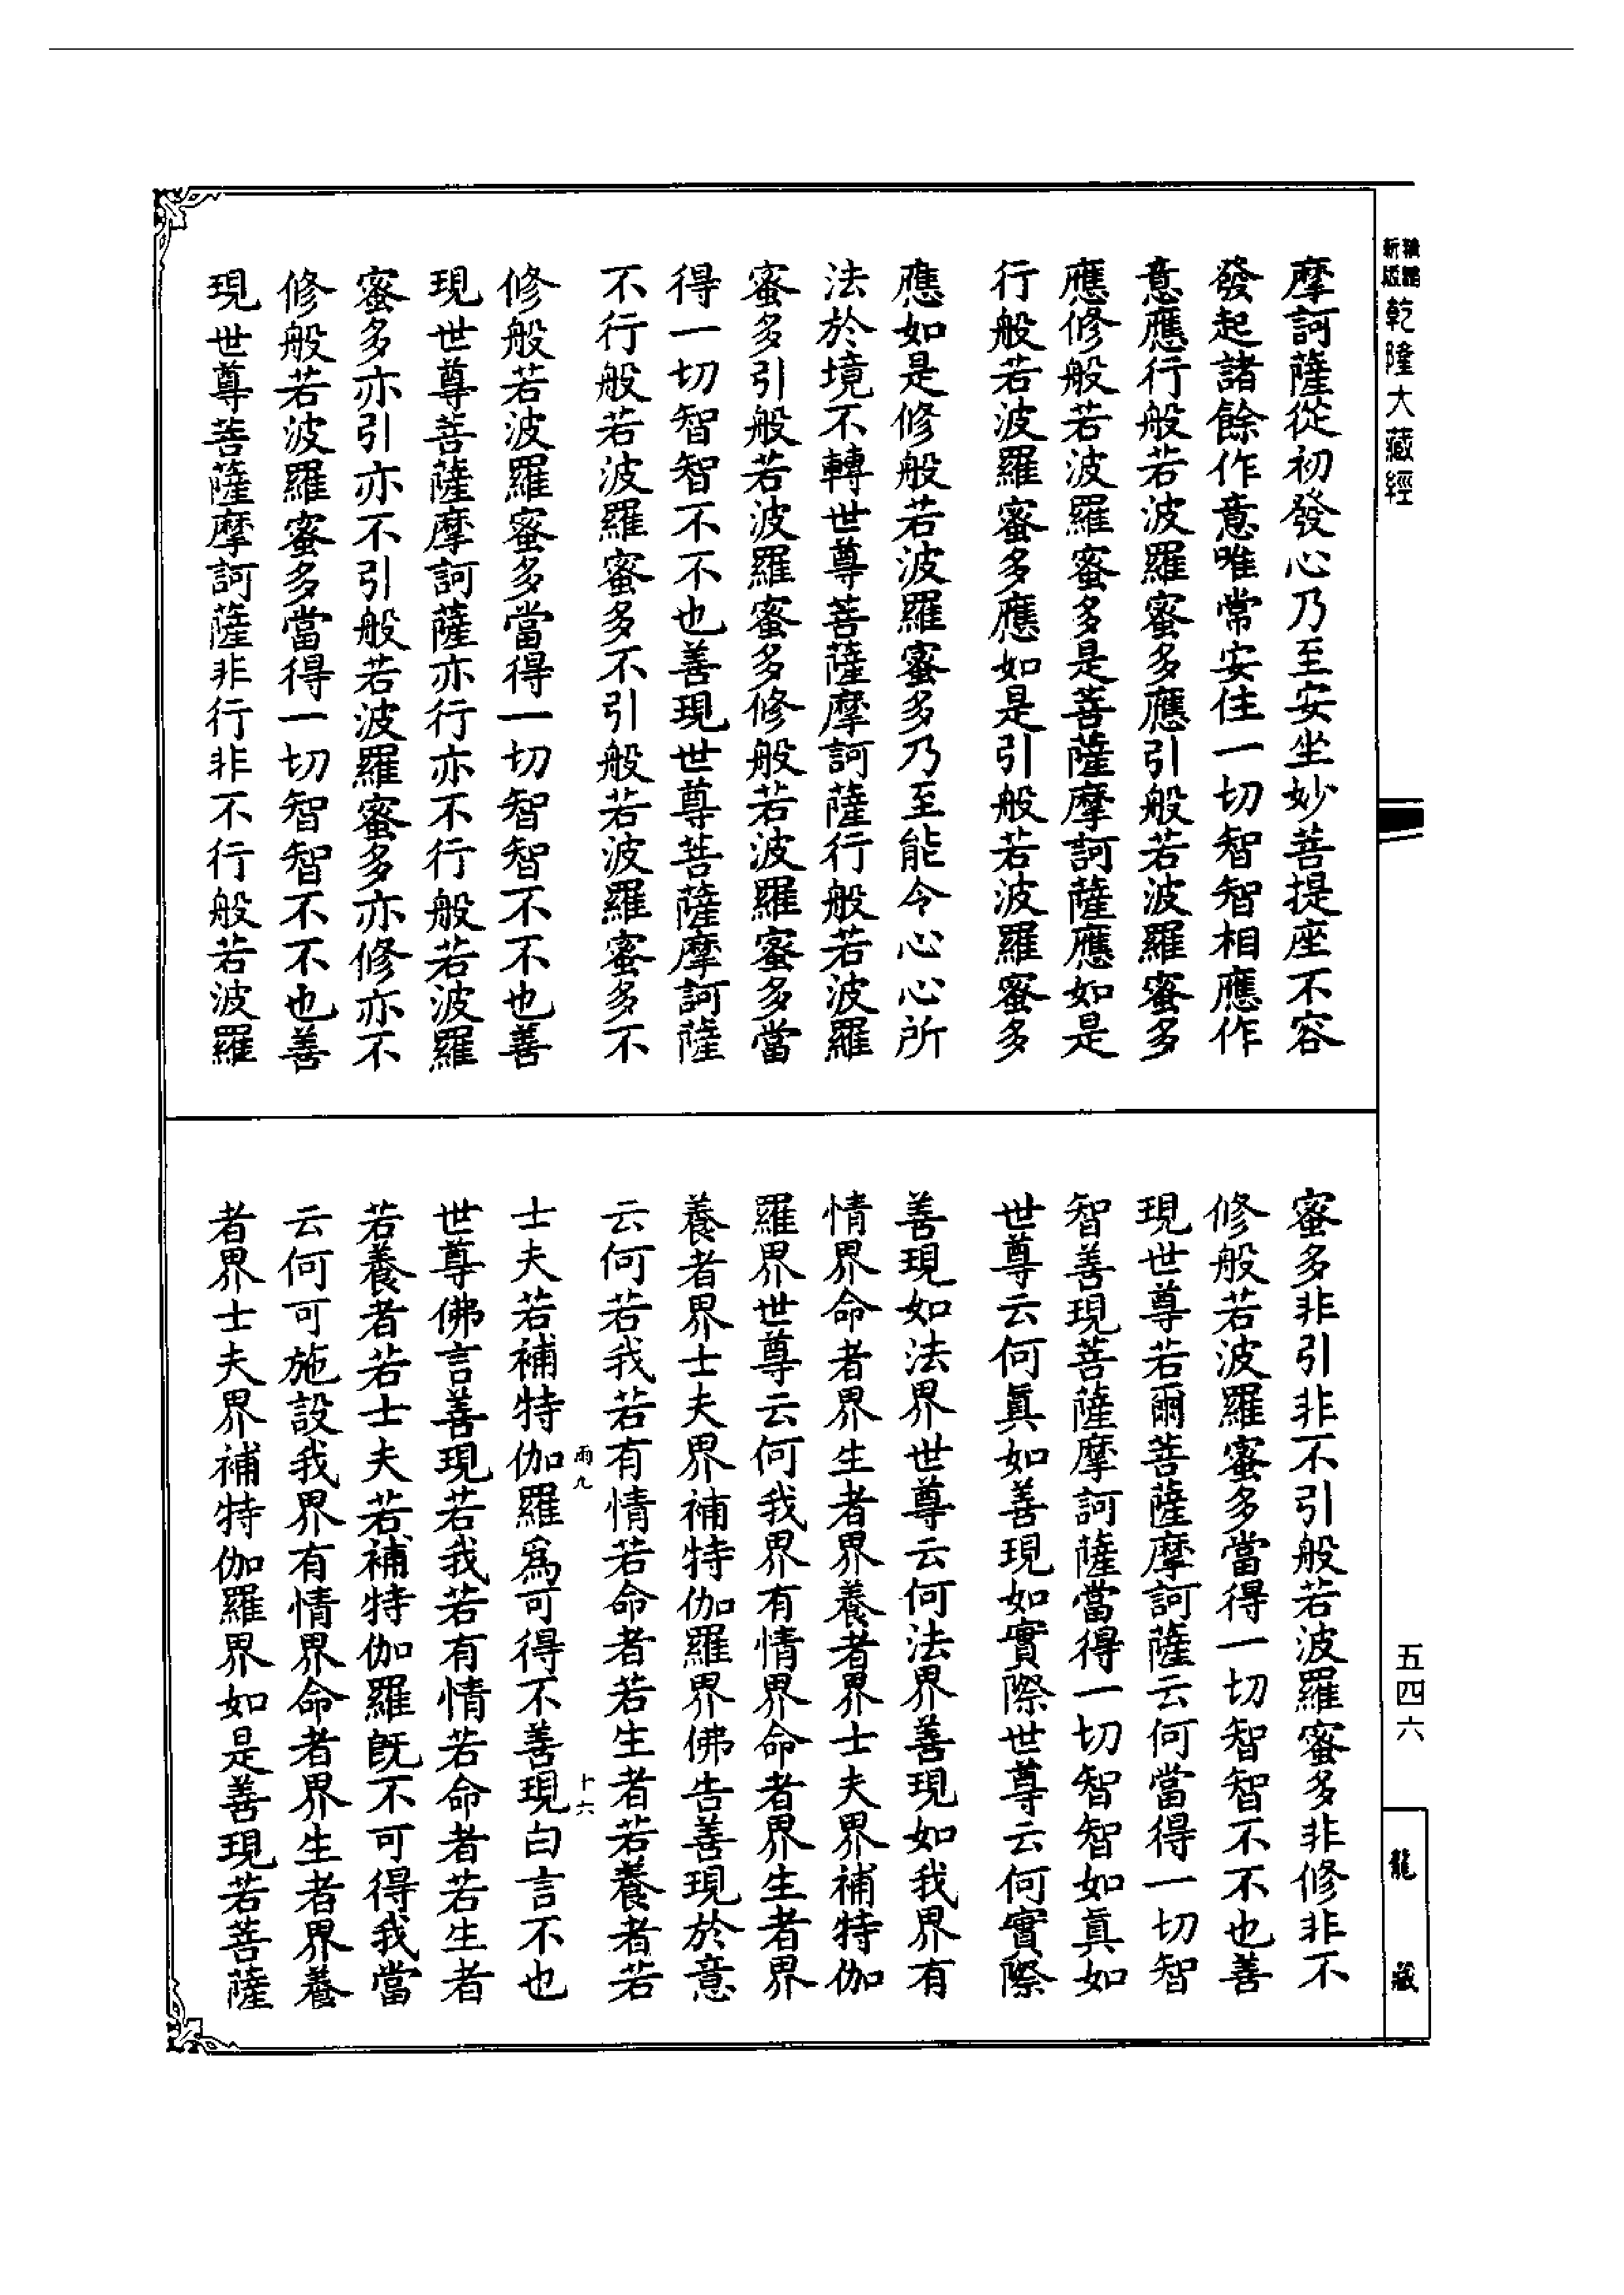 新版
精體
乾隆大藏經
摩訶薩從初發心乃至安坐妙菩提座不容
發起諸餘作意唯常安住一切智智相應作
意應行般若波羅蜜多應引般若波羅蜜多
應修般若波羅蜜多是菩薩摩訶薩應如是
行般若波羅蜜多應如是引般若波羅蜜多
應如是修般若波羅蜜多乃至能令心心所
法於境不轉世尊菩薩摩訶薩行般若波羅
蜜多引般若波羅蜜多修般若波羅蜜多當
得一切智智不不也善現世尊菩薩摩訶薩
不行般若波羅蜜多不引般若波羅蜜多不
修般若波羅蜜多當得一切智智不不也善
現世尊菩薩摩訶薩亦行亦不行般若波羅
蜜多亦引亦不引般若波羅蜜多亦修亦不
修般若波羅蜜多當得一切智智不不也善
現世尊菩薩摩訶薩非行非不行般若波羅
蜜多非引非不引般若波羅蜜多非修非不
修般若波羅蜜多當得一切智智不不也善
現世尊若爾菩薩摩訶薩云何當得一切智
智善現菩薩摩訶薩當得一切智智如真如
世尊云何真如善現如實際世尊云何實際
善現如法界世尊云何法界善現如我界有
情界命者界生者界養者界士夫界補特伽
羅界世尊云何我界有情界命者界生者界
養者界士夫界補特伽羅界佛告善現於意
云何若我若有情若命者若生者若養者若
雨九
十六
士夫若補特伽羅為可得不善現白言不也
世尊佛言善現若我若有情若命者若生者
若養者若士夫若補特伽羅既不可得我當
云何可施設我界有情界命者界生者界養
者界士夫界補特伽羅界如是善現若菩薩
五四六
龍藏